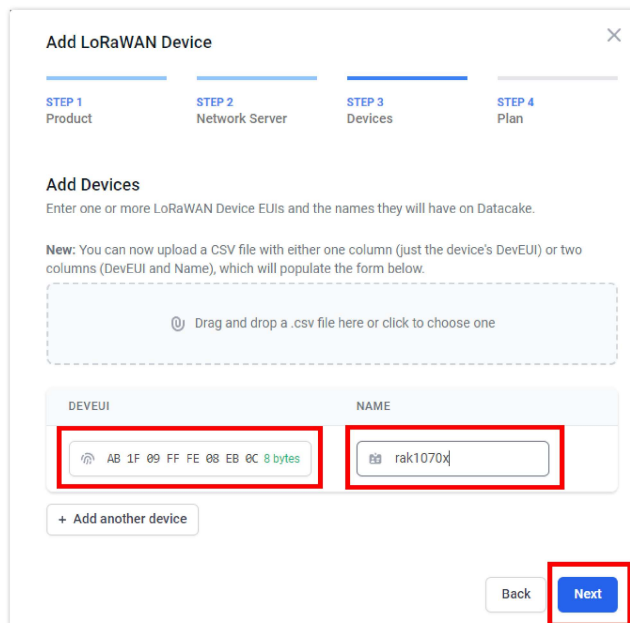 Add LoRaWAN Device
STEP 1
Product
STEP 2
Network Server
STEP 3
Devices
STEP 4
Plan
Add Devices
Enter one or more LoRaWAN Device EUIs and the names they will have on Datacake.
New: You can now upload a CSV file with either one column (just the device's DevEUI) or two
columns (DevEUI and Name), which will populate the form below.
Drag and drop a .csv file here or click to choose one
DEVEUI NAME
AB 1F 09 FF FE 08 EB 0C 8 bytes rak1070x
+ Add another device
Back Next